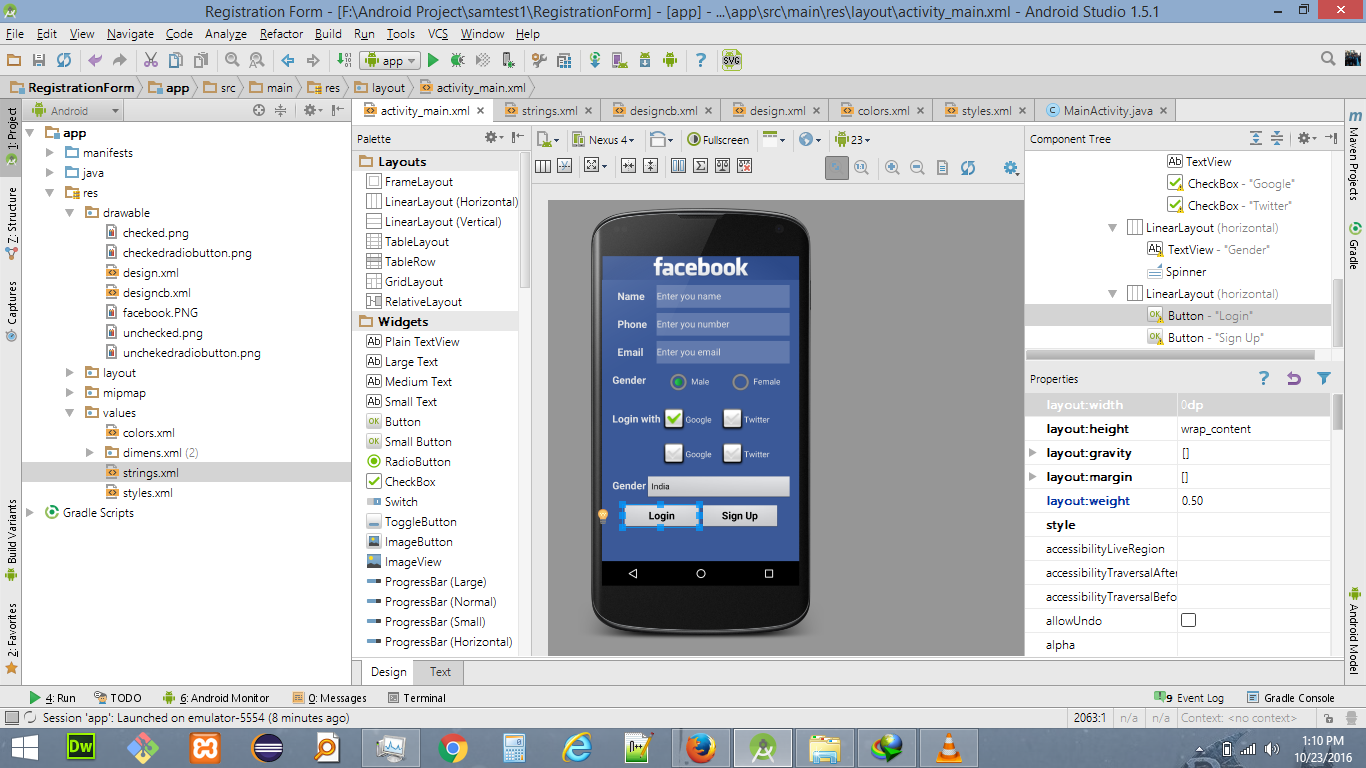 Registration Form - [F:\Android Project\samtest1\RegistrationForm] - [app] - ...\app\src\main\res\layout\activity_main.xml - Android Studio 1.5.1
File Edit View Navigate Code Analyze Refactor Build Run Tools VCS Window Help
app SVG
RegistrationForm app src main res layout activity_main.xml
1: Project
Z: Structure
Captures
Build Variants
2: Favorites
Android
app
manifests
java
res
drawable
checked.png
checkedradiobutton.png
design.xml
designcb.xml
facebook.PNG
unchecked.png
unchekedradiobutton.png
layout
mipmap
values
colors.xml
dimens.xml (2)
strings.xml
styles.xml
Gradle Scripts
activity_main.xml strings.xml designcb.xml design.xml colors.xml styles.xml MainActivity.java
Palette
Layouts
FrameLayout
LinearLayout (Horizontal)
LinearLayout (Vertical)
TableLayout
TableRow
GridLayout
RelativeLayout
Widgets
Plain TextView
Large Text
Medium Text
Small Text
Button
Small Button
RadioButton
CheckBox
Switch
ToggleButton
ImageButton
ImageView
ProgressBar (Large)
ProgressBar (Normal)
ProgressBar (Small)
ProgressBar (Horizontal)
Nexus 4 Fullscreen 23
1:1
facebook
Name Enter you name
Phone Enter you number
Email Enter you email
Gender Male Female
Login with Google Twitter
Google Twitter
Gender India
Login Sign Up
Design Text
Component Tree
TextView
CheckBox - "Google"
CheckBox - "Twitter"
LinearLayout (horizontal)
TextView - "Gender"
Spinner
LinearLayout (horizontal)
Button - "Login"
Button - "Sign Up"
Properties
layout:width 0dp
layout:height wrap_content
layout:gravity []
layout:margin []
layout:weight 0.50
style
accessibilityLiveRegion
accessibilityTraversalAfter
accessibilityTraversalBefo
allowUndo
alpha
Maven Projects
Gradle
Android Model
4: Run TODO 6: Android Monitor 0: Messages Terminal 9 Event Log Gradle Console
Session 'app': Launched on emulator-5554 (8 minutes ago) 2063:1 n/a n/a Context: <no context>
Dw
1:10 PM
10/23/2016